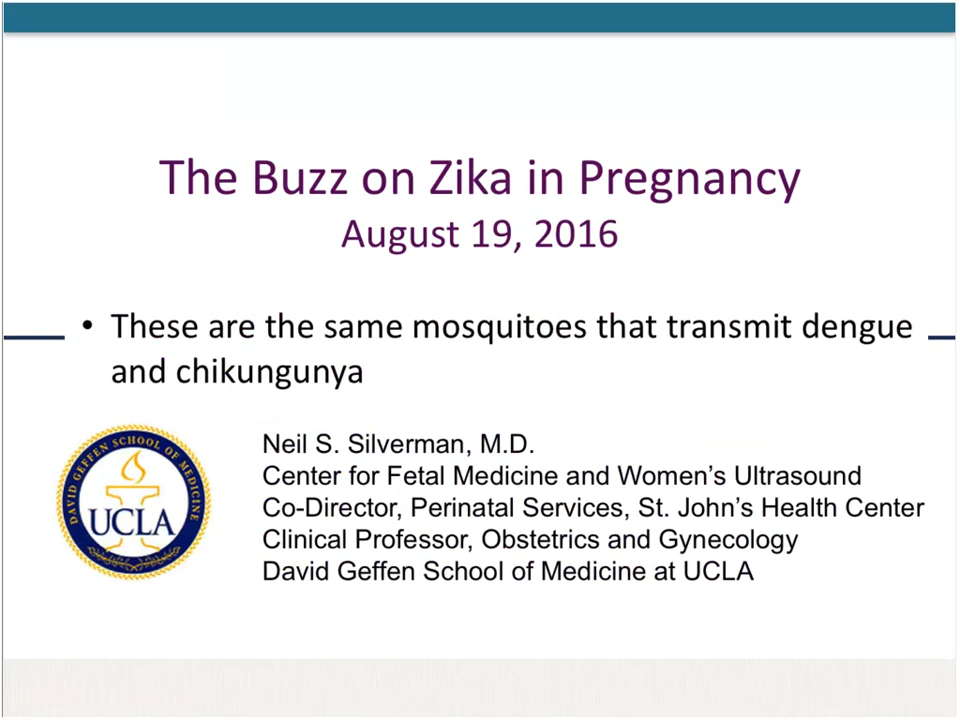 The Buzz on Zika in Pregnancy
August 19, 2016
• These are the same mosquitoes that transmit dengue
and chikungunya
DAVID GEFFEN SCHOOL OF MEDICINE
UCLA
Neil S. Silverman, M.D.
Center for Fetal Medicine and Women’s Ultrasound
Co-Director, Perinatal Services, St. John’s Health Center
Clinical Professor, Obstetrics and Gynecology
David Geffen School of Medicine at UCLA